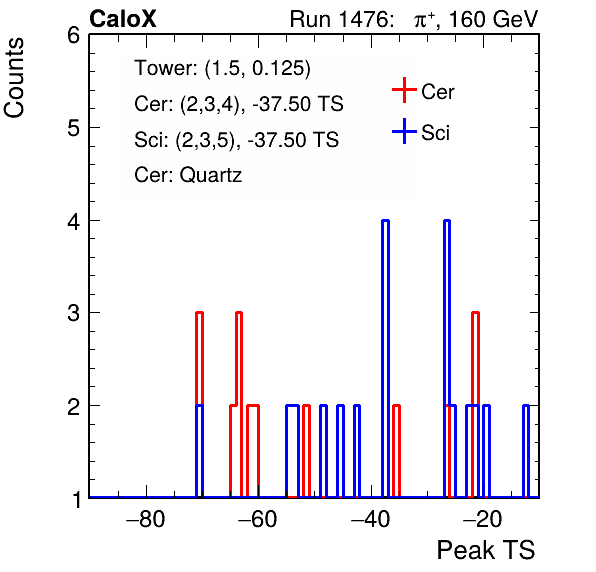 CaloX Run 1476: π⁺, 160 GeV
Counts
Tower: (1.5, 0.125)
Cer: (2,3,4), -37.50 TS
Sci: (2,3,5), -37.50 TS
Cer: Quartz
Cer
Sci
6
5
4
3
2
1
−80 −60 −40 −20
Peak TS